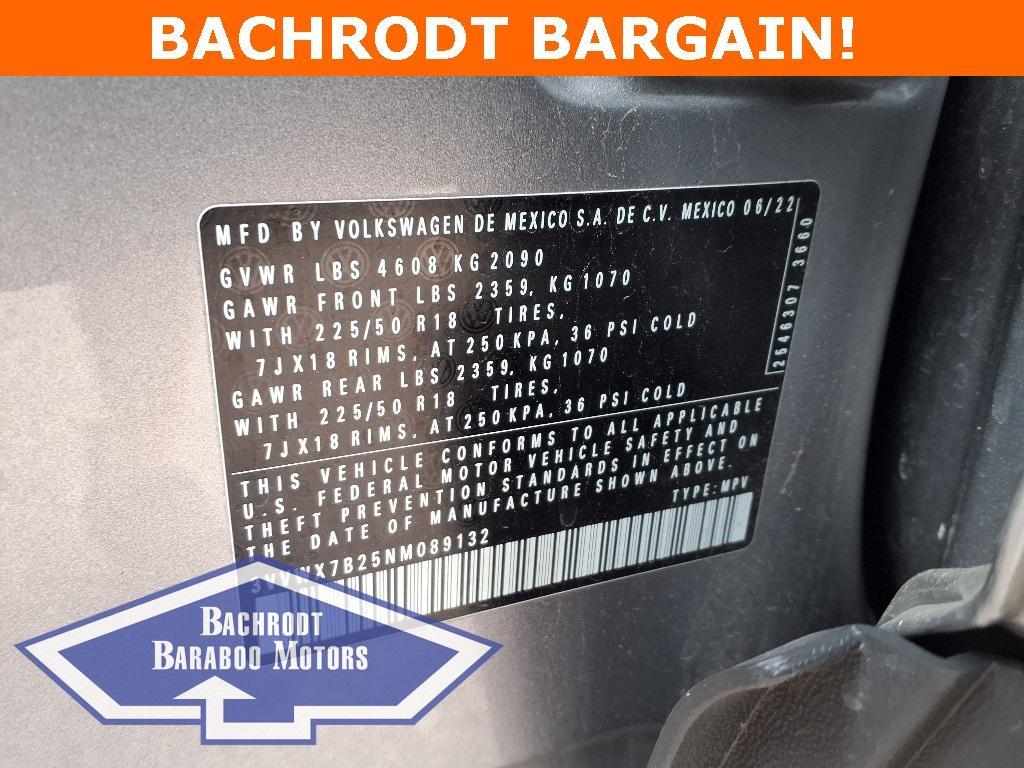 BACHRODT BARGAIN!
MFD BY VOLKSWAGEN DE MEXICO S.A. DE C.V. MEXICO 06/22
GVWR LBS 4608 KG 2090
GAWR FRONT LBS 2359, KG 1070
WITH 225/50 R18 TIRES,
7JX18 RIMS, AT 250 KPA, 36 PSI COLD
GAWR REAR LBS 2359, KG 1070
WITH 225/50 R18 TIRES,
7JX18 RIMS, AT 250 KPA, 36 PSI COLD
2646307 3660
THIS VEHICLE CONFORMS TO ALL APPLICABLE
U.S. FEDERAL MOTOR VEHICLE SAFETY AND
THEFT PREVENTION STANDARDS IN EFFECT ON
THE DATE OF MANUFACTURE SHOWN ABOVE.
3VVWX7B25NM089132 TYPE: MPV
BACHRODT
BARABOO MOTORS